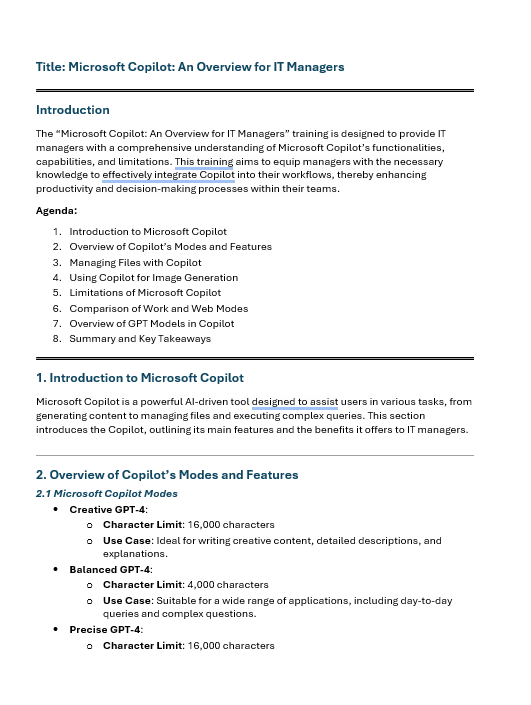 Title: Microsoft Copilot: An Overview for IT Managers
Introduction
The “Microsoft Copilot: An Overview for IT Managers” training is designed to provide IT
managers with a comprehensive understanding of Microsoft Copilot’s functionalities,
capabilities, and limitations. This training aims to equip managers with the necessary
knowledge to effectively integrate Copilot into their workflows, thereby enhancing
productivity and decision-making processes within their teams.
Agenda:
1. Introduction to Microsoft Copilot
2. Overview of Copilot’s Modes and Features
3. Managing Files with Copilot
4. Using Copilot for Image Generation
5. Limitations of Microsoft Copilot
6. Comparison of Work and Web Modes
7. Overview of GPT Models in Copilot
8. Summary and Key Takeaways
1. Introduction to Microsoft Copilot
Microsoft Copilot is a powerful AI-driven tool designed to assist users in various tasks, from
generating content to managing files and executing complex queries. This section
introduces the Copilot, outlining its main features and the benefits it offers to IT managers.
2. Overview of Copilot’s Modes and Features
2.1 Microsoft Copilot Modes
• Creative GPT-4:
o Character Limit: 16,000 characters
o Use Case: Ideal for writing creative content, detailed descriptions, and
explanations.
• Balanced GPT-4:
o Character Limit: 4,000 characters
o Use Case: Suitable for a wide range of applications, including day-to-day
queries and complex questions.
• Precise GPT-4:
o Character Limit: 16,000 characters